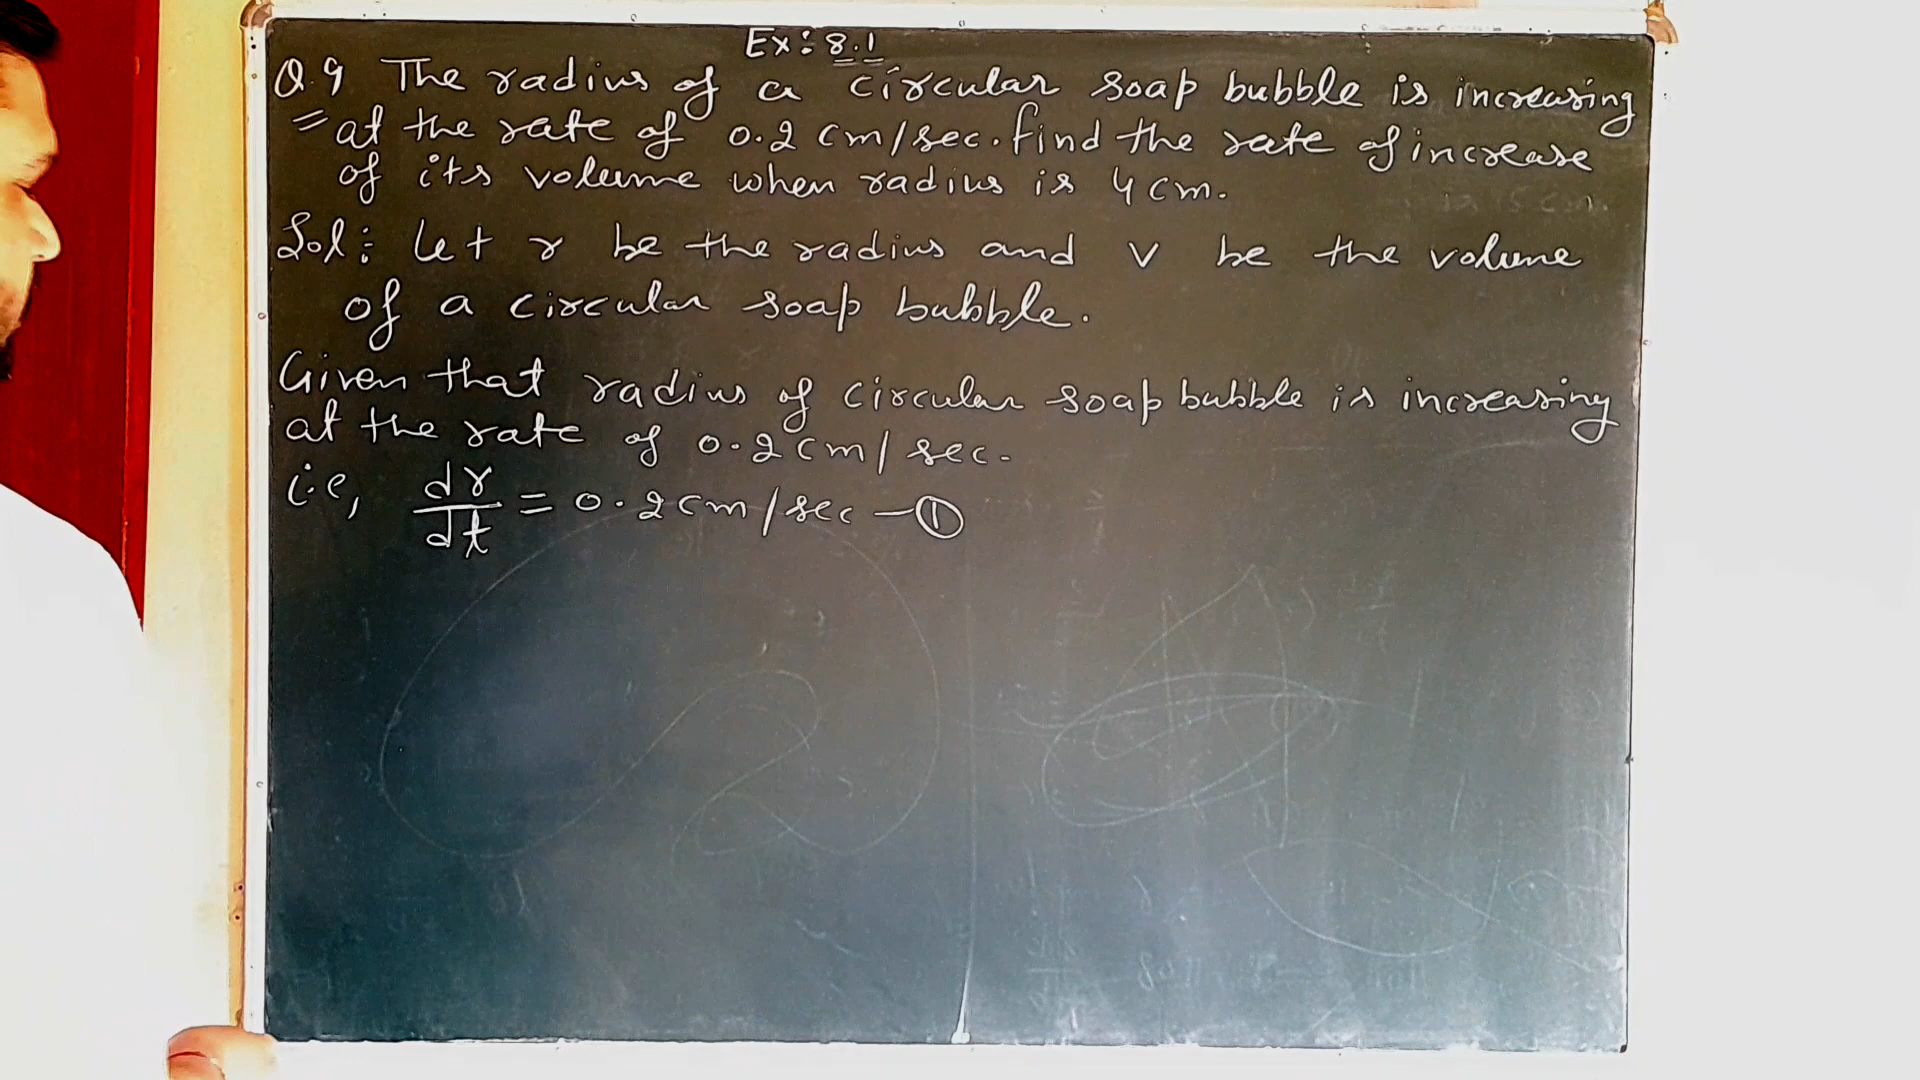 Ex: 8.1
Q.9 The radius of a circular soap bubble is increasing
at the rate of 0.2 cm/sec. find the rate of increase
of its volume when radius is 4 cm.
Sol: Let r be the radius and v be the volume
of a circular soap bubble.
Given that radius of circular soap bubble is increasing
at the rate of 0.2 cm/sec.
i.e, dr/dt = 0.2 cm/sec —①